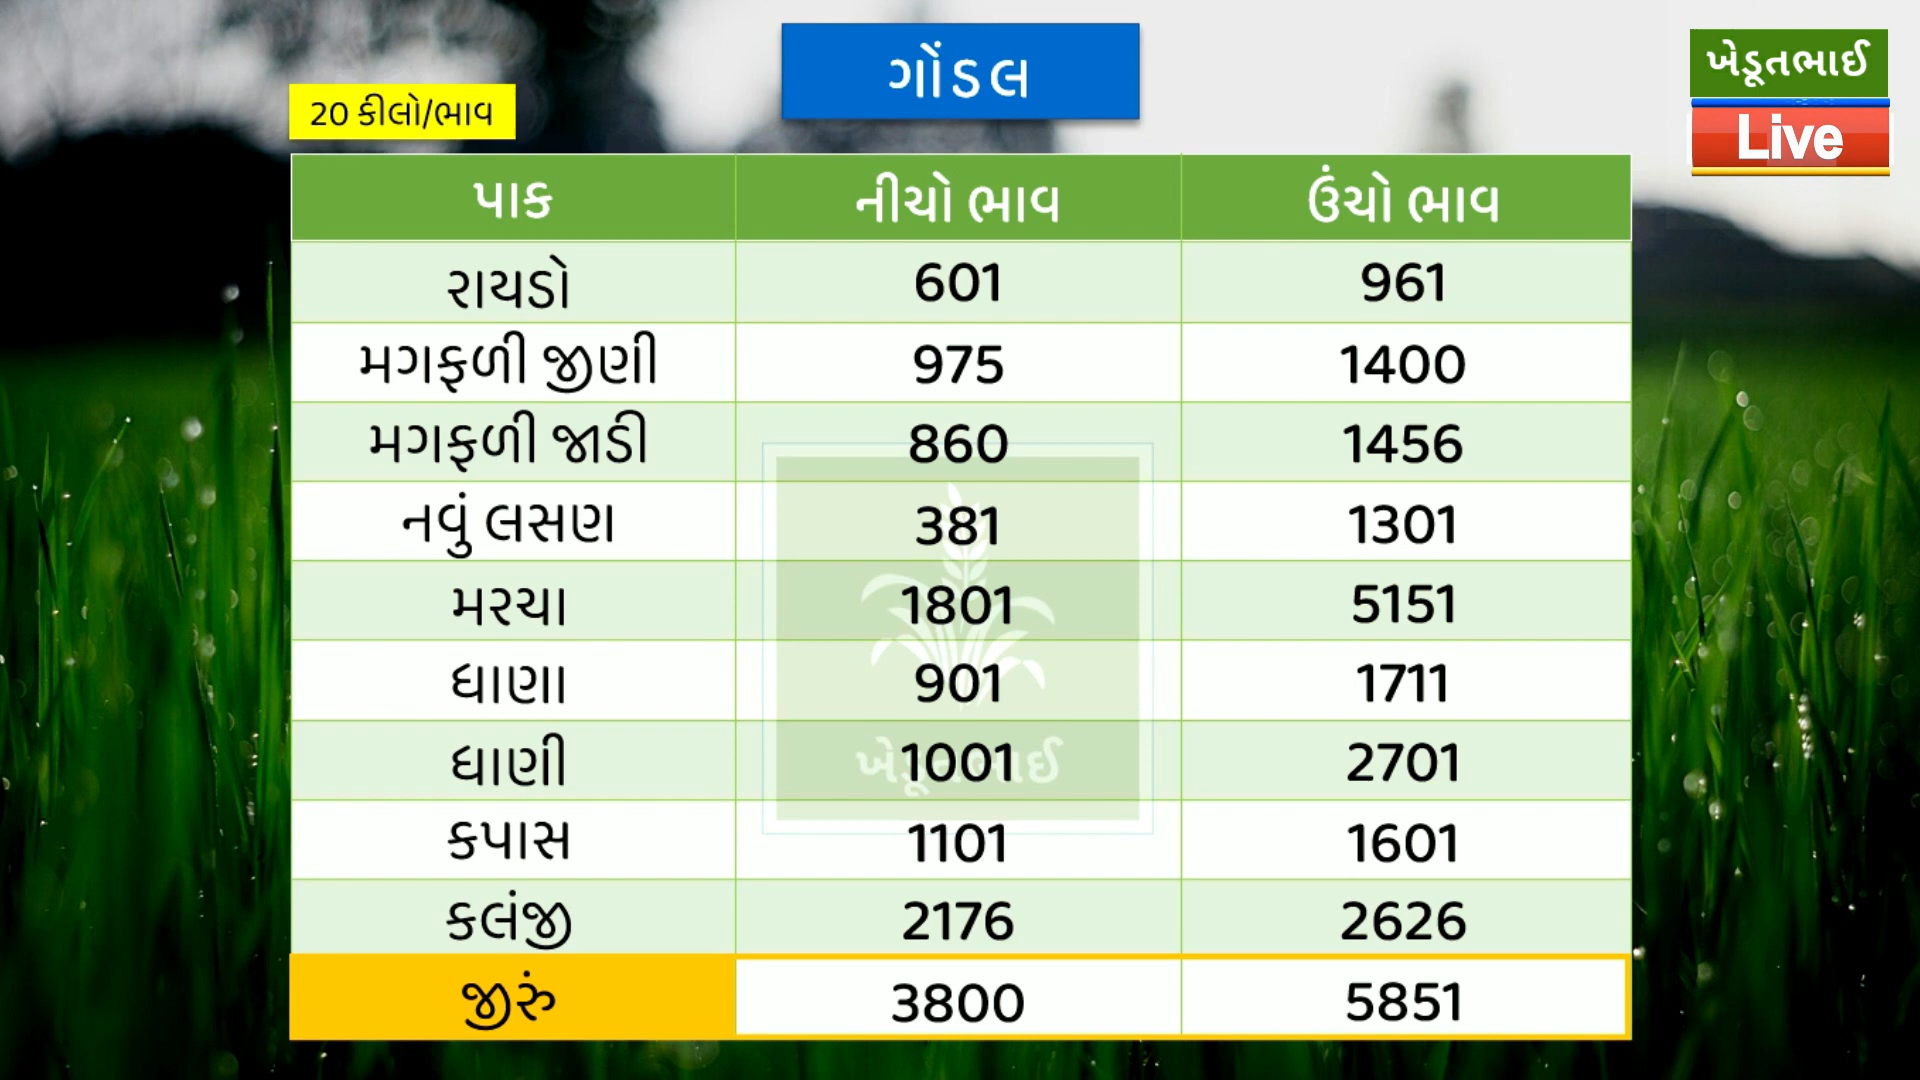 ગોંડલ
ખેડૂતભાઈ
Live
20 કીલો/ભાવ
પાક નીચો ભાવ ઉંચો ભાવ
રાયડો 601 961
મગફળી જીણી 975 1400
મગફળી જાડી 860 1456
નવું લસણ 381 1301
મરચા 1801 5151
ધાણા 901 1711
ધાણી 1001 2701
કપાસ 1101 1601
કલંજી 2176 2626
જીરું 3800 5851
ખેડૂતભાઈ